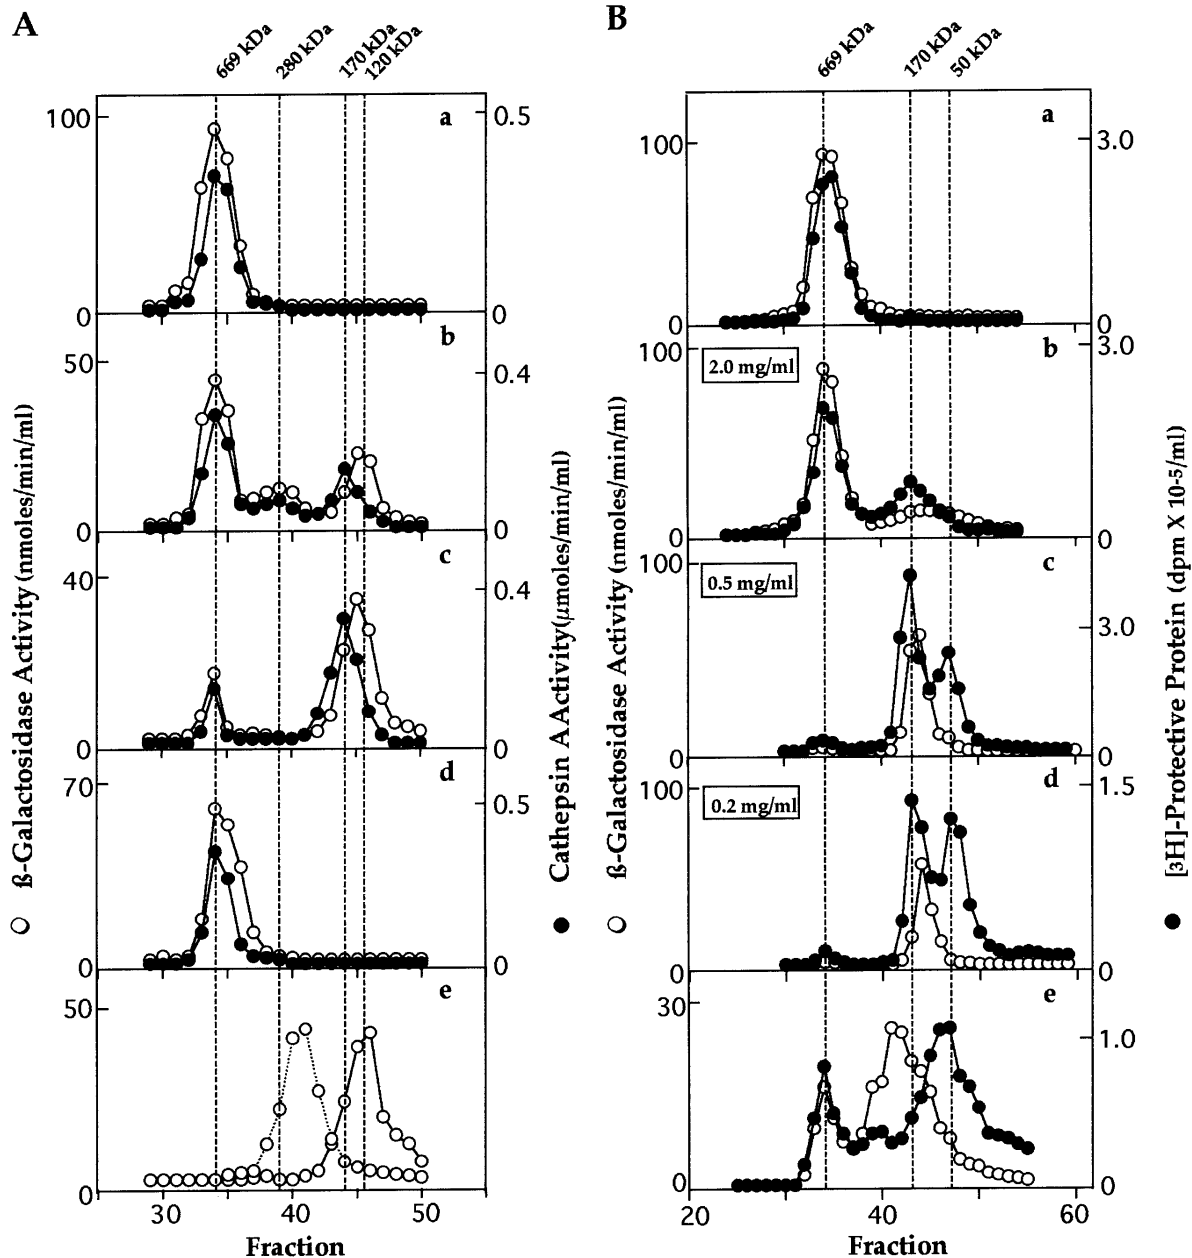 A
669 kDa
280 kDa
170 kDa
120 kDa
a
100
0
0.5
0
b
50
0
0.4
0
c
40
0
0.4
0
d
70
0
0.5
0
e
50
0
30
40
50
Fraction
ß-Galactosidase Activity (nmoles/min/ml)
Cathepsin A Activity(µmoles/min/ml)
B
669 kDa
170 kDa
50 kDa
a
100
0
3.0
0
b
2.0 mg/ml
100
0
3.0
0
c
0.5 mg/ml
100
0
3.0
0
d
0.2 mg/ml
100
0
1.5
0
e
30
0
1.0
0
20
40
60
Fraction
ß-Galactosidase Activity (nmoles/min/ml)
[3H]-Protective Protein (dpm X 10-5/ml)